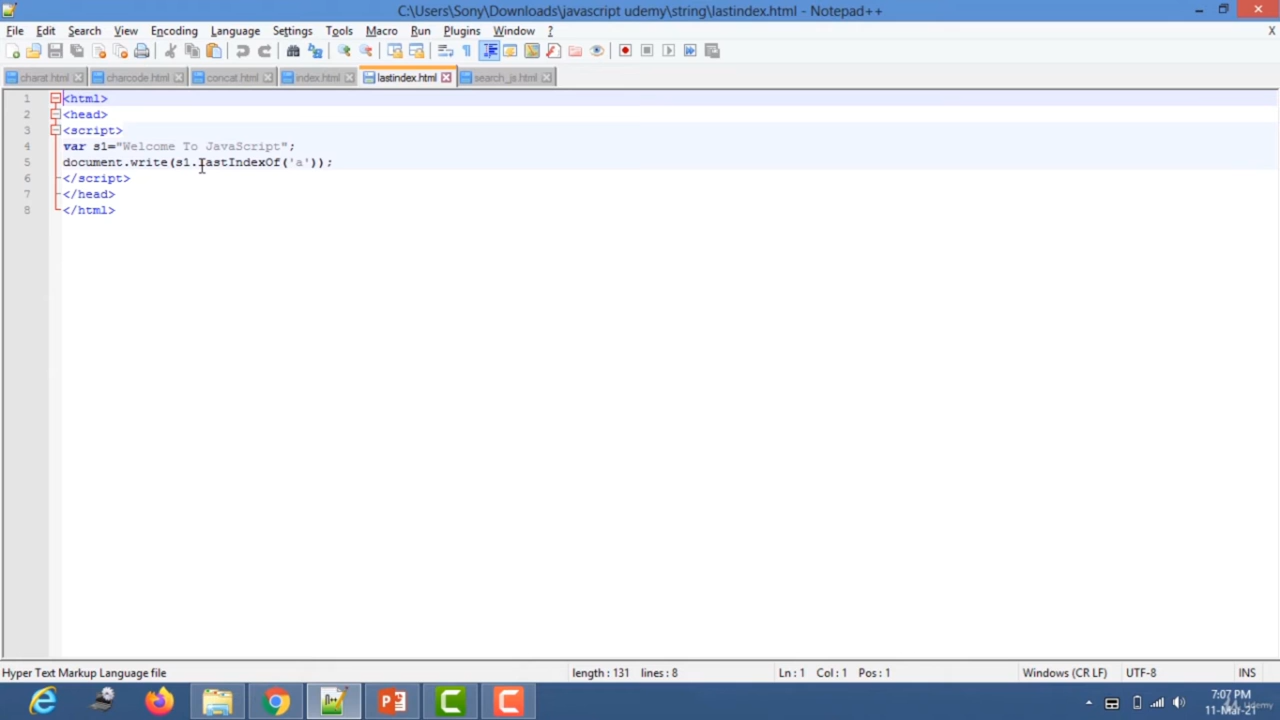 C:\Users\Sony\Downloads\javascript udemy\string\lastindex.html - Notepad++
File Edit Search View Encoding Language Settings Tools Macro Run Plugins Window ? X
charat.html charcode.html concat.html index.html lastindex.html search_js.html
1 <html>
2 <head>
3 <script>
4 var s1="Welcome To JavaScript";
5 document.write(s1.lastIndexOf('a'));
6 </script>
7 </head>
8 </html>
Hyper Text Markup Language file length : 131 lines : 8 Ln : 1 Col : 1 Pos : 1 Windows (CR LF) UTF-8 INS
7:07 PM
11-Mar-21
Udemy